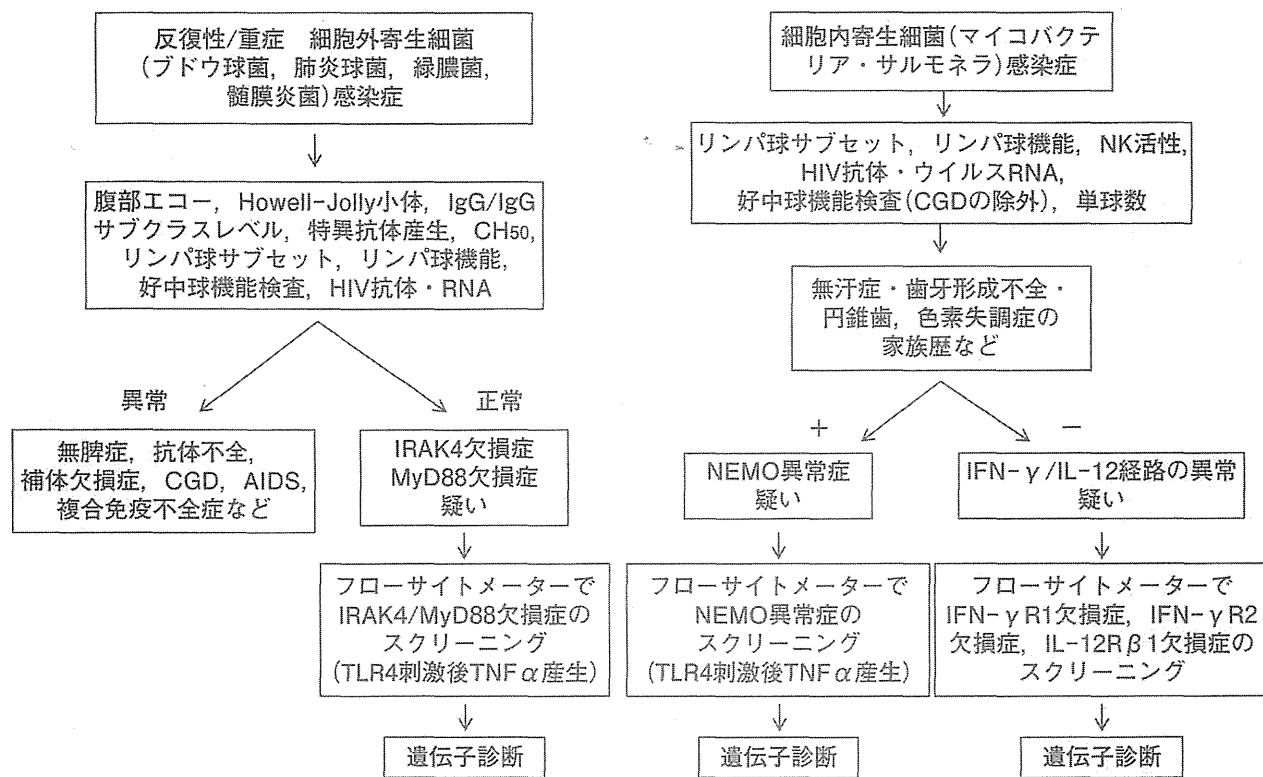 反復性/重症 細胞外寄生細菌
(ブドウ球菌, 肺炎球菌, 緑膿菌,
髄膜炎菌)感染症
腹部エコー, Howell-Jolly小体, IgG/IgG
サブクラスレベル, 特異抗体産生, CH50,
リンパ球サブセット, リンパ球機能,
好中球機能検査, HIV抗体・RNA
異常
正常
無脾症, 抗体不全,
補体欠損症, CGD, AIDS,
複合免疫不全症など
IRAK4欠損症
MyD88欠損症
疑い
フローサイトメーターで
IRAK4/MyD88欠損症の
スクリーニング
(TLR4刺激後TNFα産生)
遺伝子診断
細胞内寄生細菌(マイコバクテ
リア・サルモネラ)感染症
リンパ球サブセット, リンパ球機能, NK活性,
HIV抗体・ウイルスRNA,
好中球機能検査(CGDの除外), 単球数
無汗症・歯牙形成不全・
円錐歯, 色素失調症の
家族歴など
+
−
NEMO異常症
疑い
フローサイトメーターで
NEMO異常症の
スクリーニング
(TLR4刺激後TNFα産生)
遺伝子診断
IFN-γ/IL-12経路の異常
疑い
フローサイトメーターで
IFN-γR1欠損症, IFN-γR2
欠損症, IL-12Rβ1欠損症の
スクリーニング
遺伝子診断